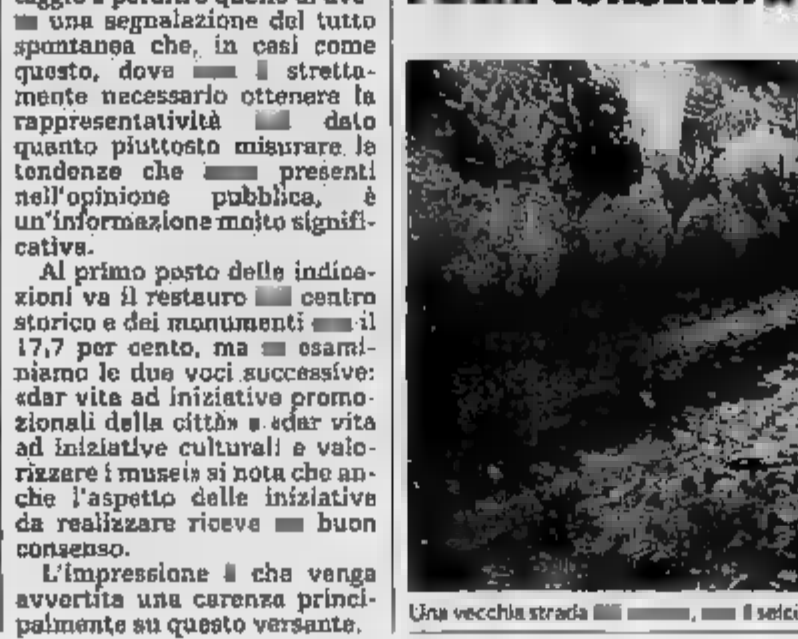 una segnalazione del tutto
spontanea che, in casi come
questo, dove stretta-
mente necessario ottenere la
rappresentatività dato
quanto piuttosto misurare le
tendenze che presenti
nell'opinione pubblica, è
un'informazione molto signifi-
cativa.
Al primo posto delle indica-
zioni va il restauro centro
storico e dei monumenti il
17,7 per cento, ma esami-
niamo le due voci successive:
«dar vita ad iniziative promo-
zionali della città» e «dar vita
ad iniziative culturali e valo-
rizzare i musei» si nota che an-
che l'aspetto delle iniziative
da realizzare riceve buon
consenso.
L'impressione che venga
avvertita una carenza princi-
palmente su questo versante.
Una vecchia strada